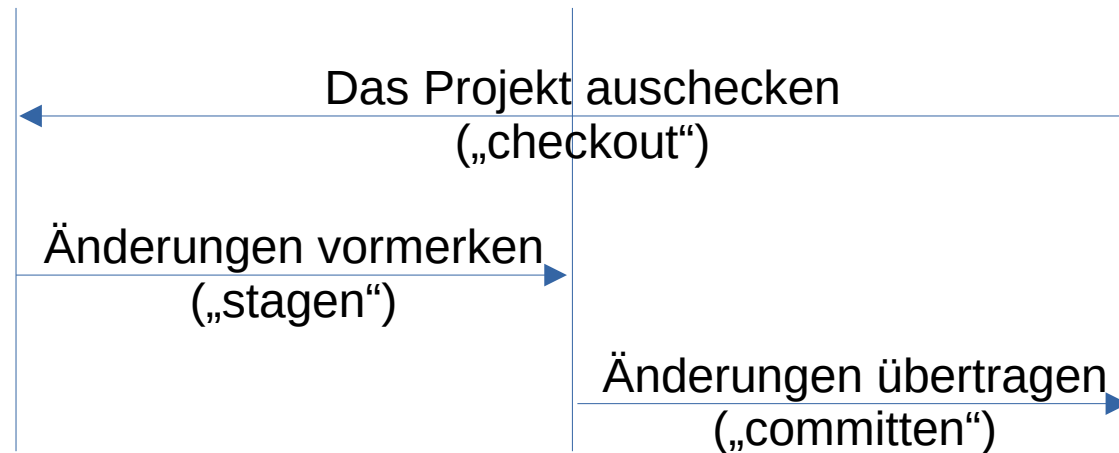 Das Projekt auschecken
(„checkout“)
Änderungen vormerken
(„stagen“)
Änderungen übertragen
(„committen“)